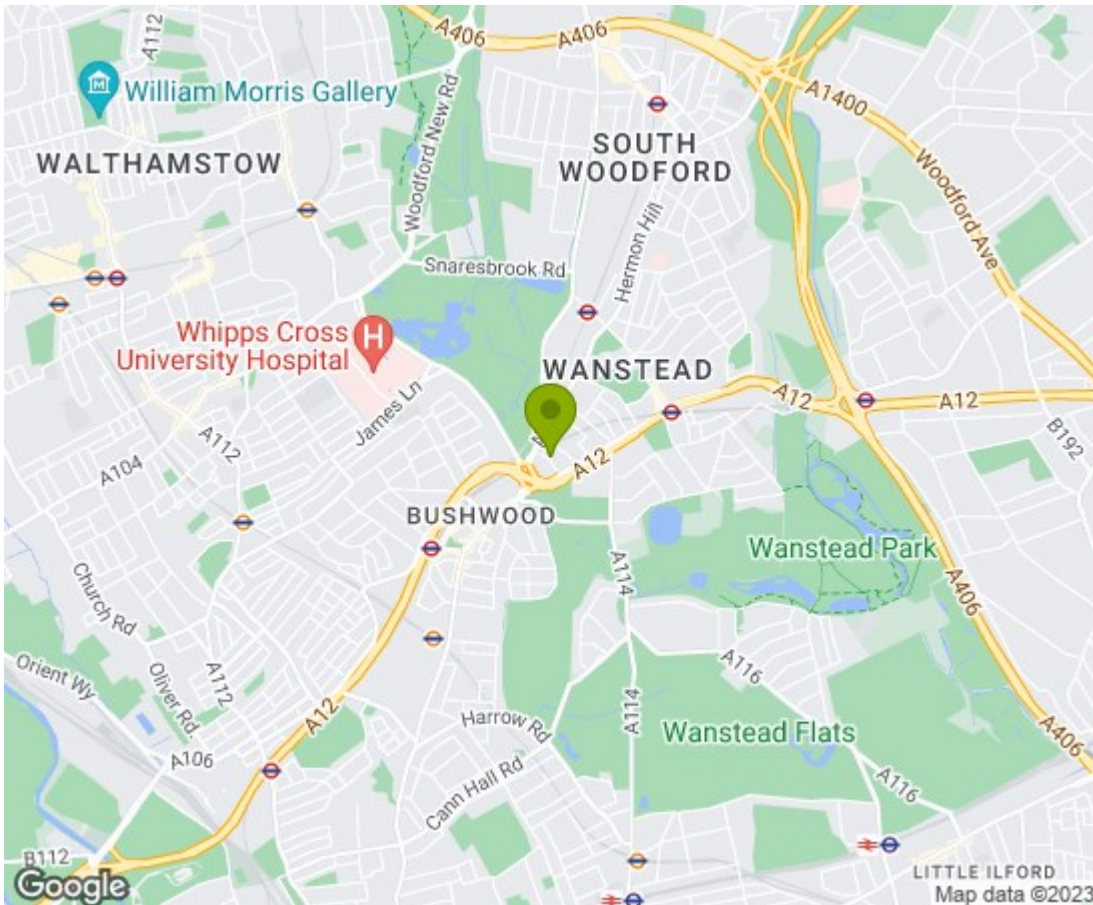 A112
A406
A406
William Morris Gallery
Woodford New Rd
A1400
SOUTH
WOODFORD
WALTHAMSTOW
Woodford Ave
Hermon Hill
Snaresbrook Rd
Whipps Cross
University Hospital
H
WANSTEAD
James Ln
A12
A12
B192
A112
A12
A104
BUSHWOOD
Wanstead Park
A114
A406
Church Rd
Orient Wy
Oliver Rd
A112
A116
A12
Harrow Rd
A114
Wanstead Flats
A406
A106
Cann Hall Rd
A116
B112
Google
LITTLE ILFORD
Map data ©2023